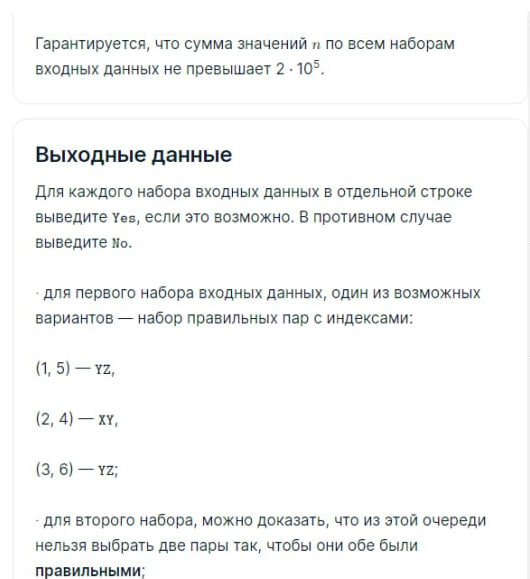 Гарантируется, что сумма значений n по всем наборам
входных данных не превышает 2 · 10⁵.
Выходные данные
Для каждого набора входных данных в отдельной строке
выведите Yes, если это возможно. В противном случае
выведите No.
· для первого набора входных данных, один из возможных
вариантов — набор правильных пар с индексами:
(1, 5) — YZ,
(2, 4) — XY,
(3, 6) — YZ;
· для второго набора, можно доказать, что из этой очереди
нельзя выбрать две пары так, чтобы они обе были
правильными;